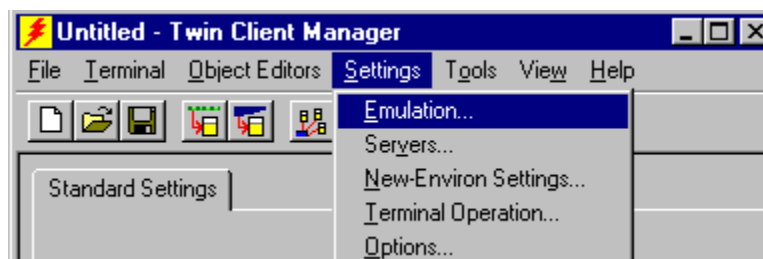 Untitled - Twin Client Manager
File Terminal Object Editors Settings Tools View Help
Emulation...
Servers...
New-Environ Settings...
Standard Settings
Terminal Operation...
Options...